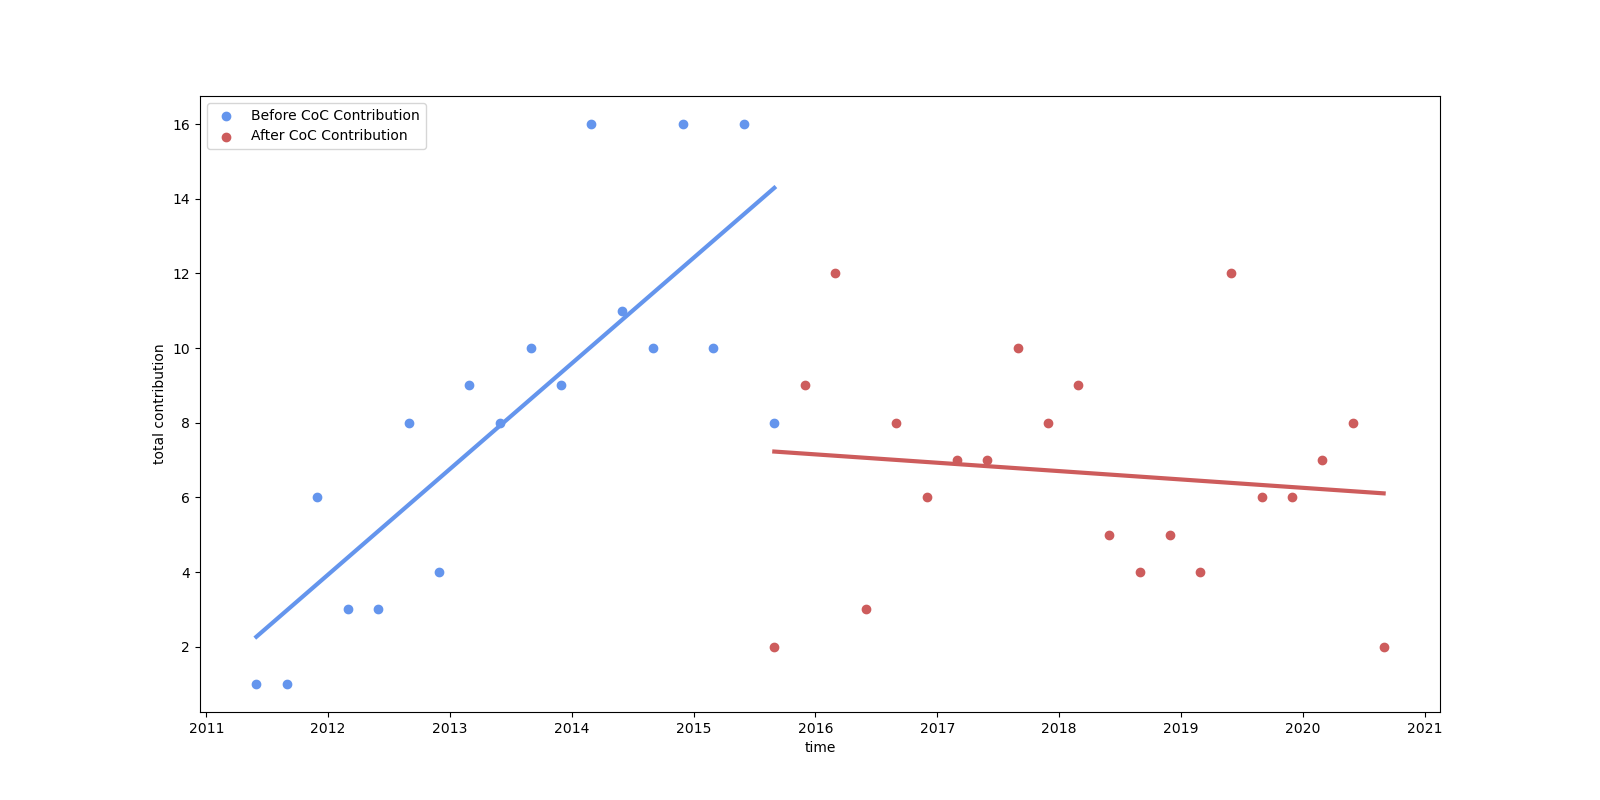 Before CoC Contribution
After CoC Contribution
16
14
12
10
8
6
4
2
total contribution
2011 2012 2013 2014 2015 2016 2017 2018 2019 2020 2021
time